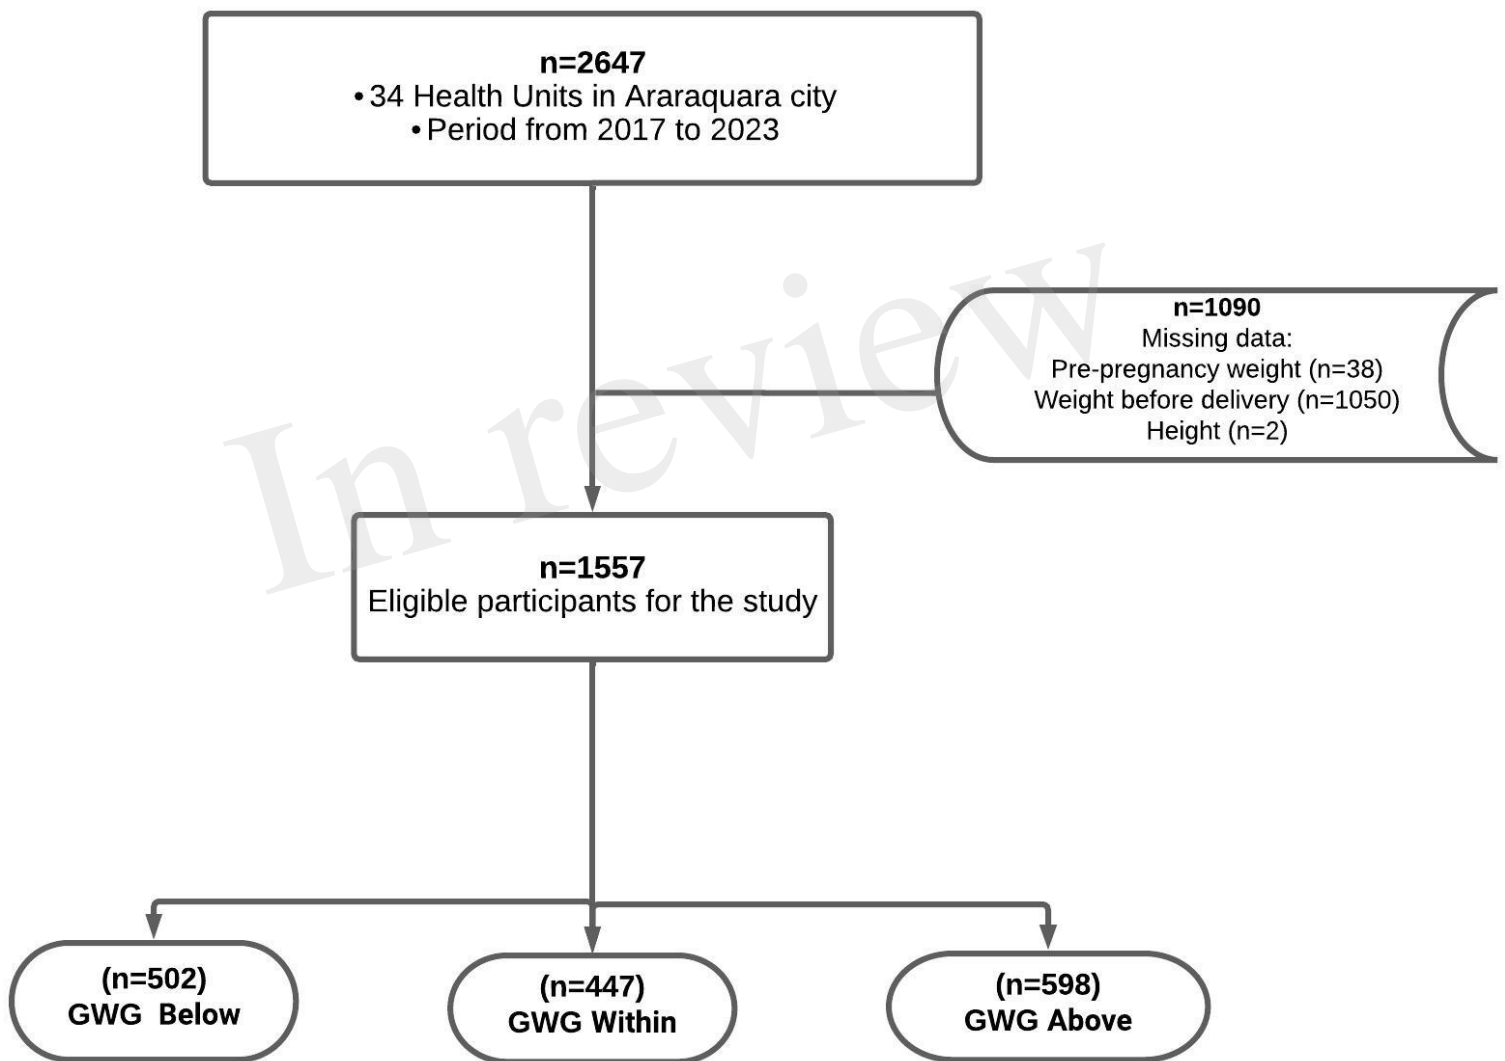 n=2647
• 34 Health Units in Araraquara city
• Period from 2017 to 2023
n=1090
Missing data:
Pre-pregnancy weight (n=38)
Weight before delivery (n=1050)
Height (n=2)
In review
n=1557
Eligible participants for the study
(n=502)
GWG Below
(n=447)
GWG Within
(n=598)
GWG Above